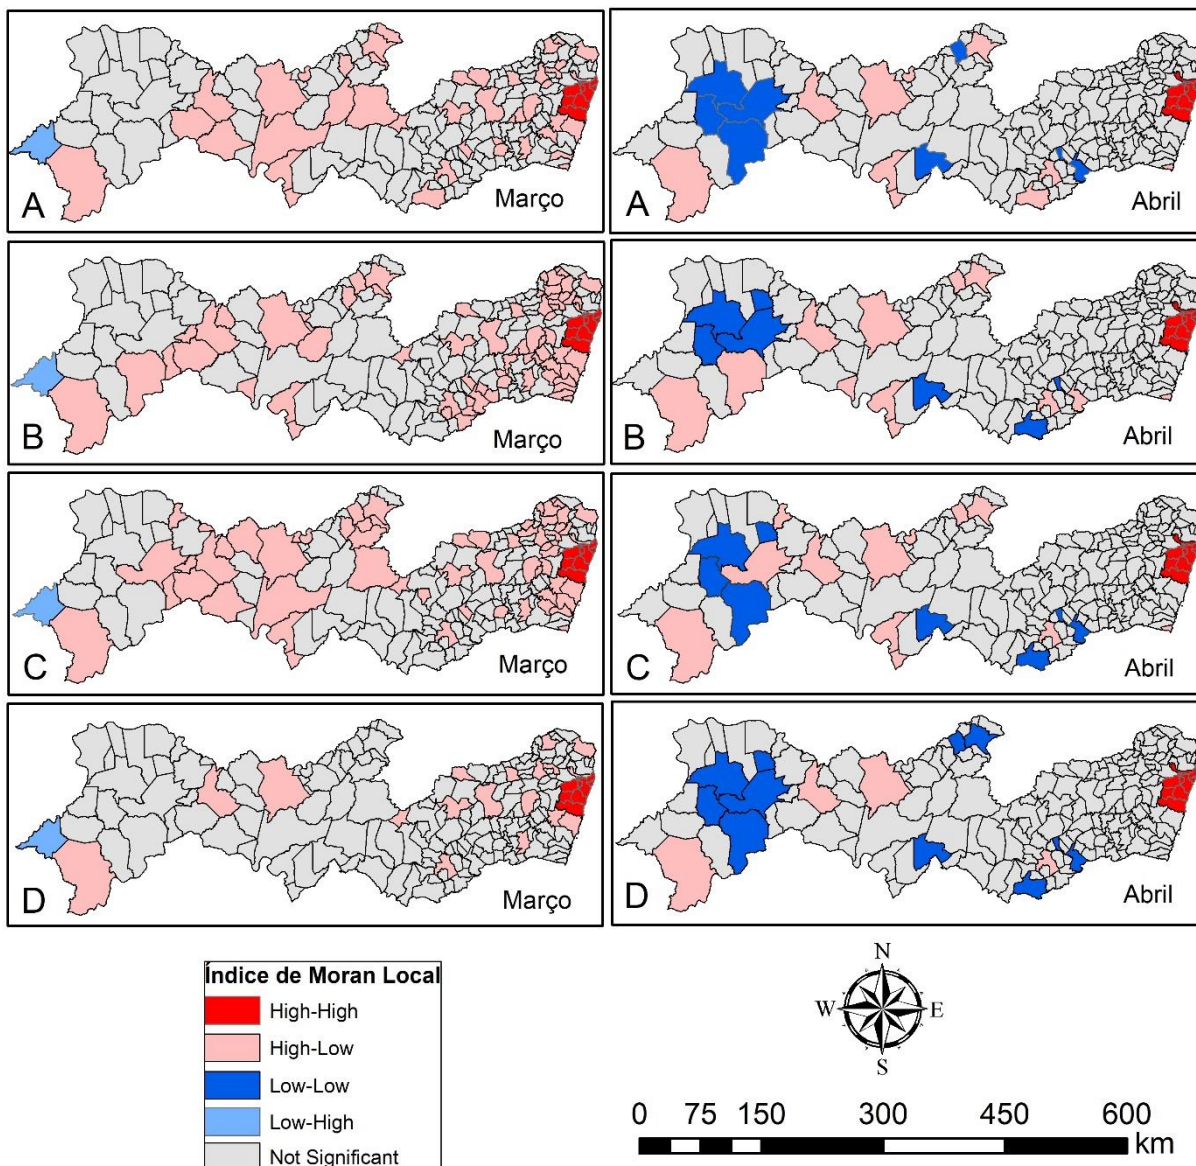 A
Março
A
Abril
B
Março
B
Abril
C
Março
C
Abril
D
Março
D
Abril
Índice de Moran Local
High-High
High-Low
Low-Low
Low-High
Not Significant
N
W
E
S
0 75 150 300 450 600
km